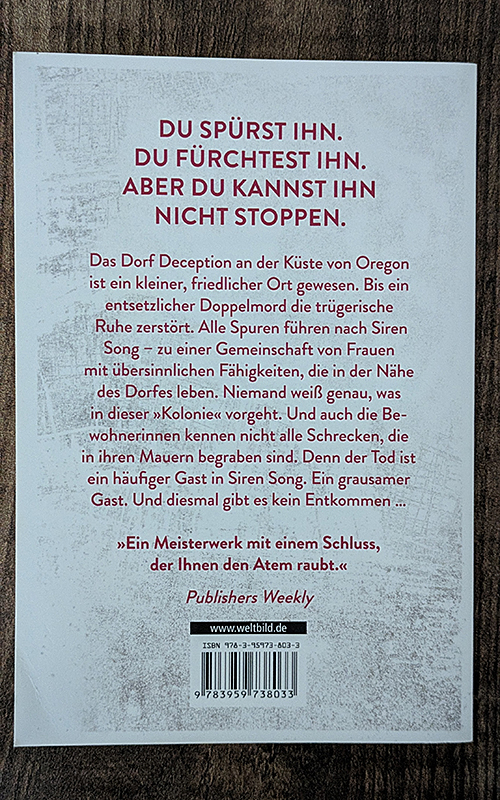 DU SPÜRST IHN.
DU FÜRCHTEST IHN.
ABER DU KANNST IHN
NICHT STOPPEN.
Das Dorf Deception an der Küste von Oregon
ist ein kleiner, friedlicher Ort gewesen. Bis ein
entsetzlicher Doppelmord die trügerische
Ruhe zerstört. Alle Spuren führen nach Siren
Song – zu einer Gemeinschaft von Frauen
mit übersinnlichen Fähigkeiten, die in der Nähe
des Dorfes leben. Niemand weiß genau, was
in dieser »Kolonie« vorgeht. Und auch die Be-
wohnerinnen kennen nicht alle Schrecken, die
in ihren Mauern begraben sind. Denn der Tod ist
ein häufiger Gast in Siren Song. Ein grausamer
Gast. Und diesmal gibt es kein Entkommen ...
»Ein Meisterwerk mit einem Schluss,
der Ihnen den Atem raubt.«
Publishers Weekly
www.weltbild.de
ISBN 978-3-95973-803-3
9 783959 738033